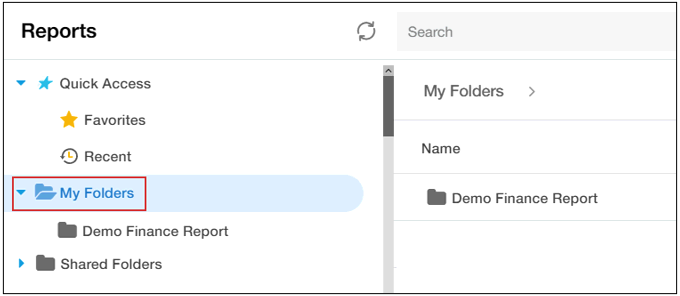 Reports
Search
Quick Access
Favorites
Recent
My Folders
Demo Finance Report
Shared Folders
My Folders
Name
Demo Finance Report